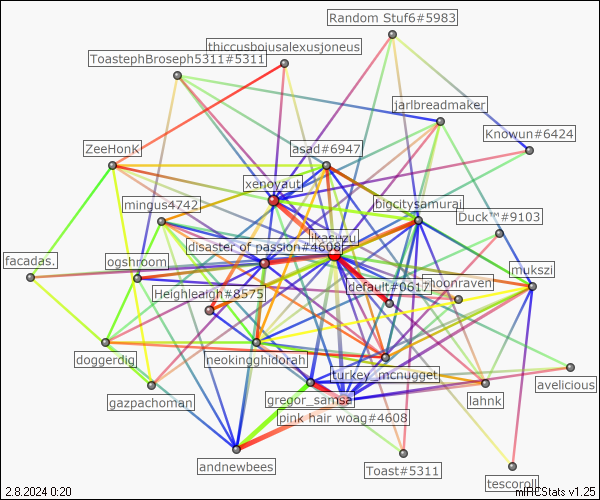 Random Stuf6#5983
thiccusbojusalexusjoneus
ToastephBroseph5311#5311
jarlbreadmaker
Knowun#6424
ZeeHonK
asad#6947
xenoyaut
mingus4742
bigcitysamurai
Duck™#9103
ikasezu
disaster of passion#4608
facadas.
ogshroom
default#0617
moonraven
mukszi
Heighleaigh#8575
doggerdig
neokingghidorah
turkey_mcnugget
avelicious
gazpachoman
gregor_samsa
lahnk
pink hair woag#4608
andnewbees
Toast#5311
tescoroll
2.8.2024 0:20
mIRCStats v1.25